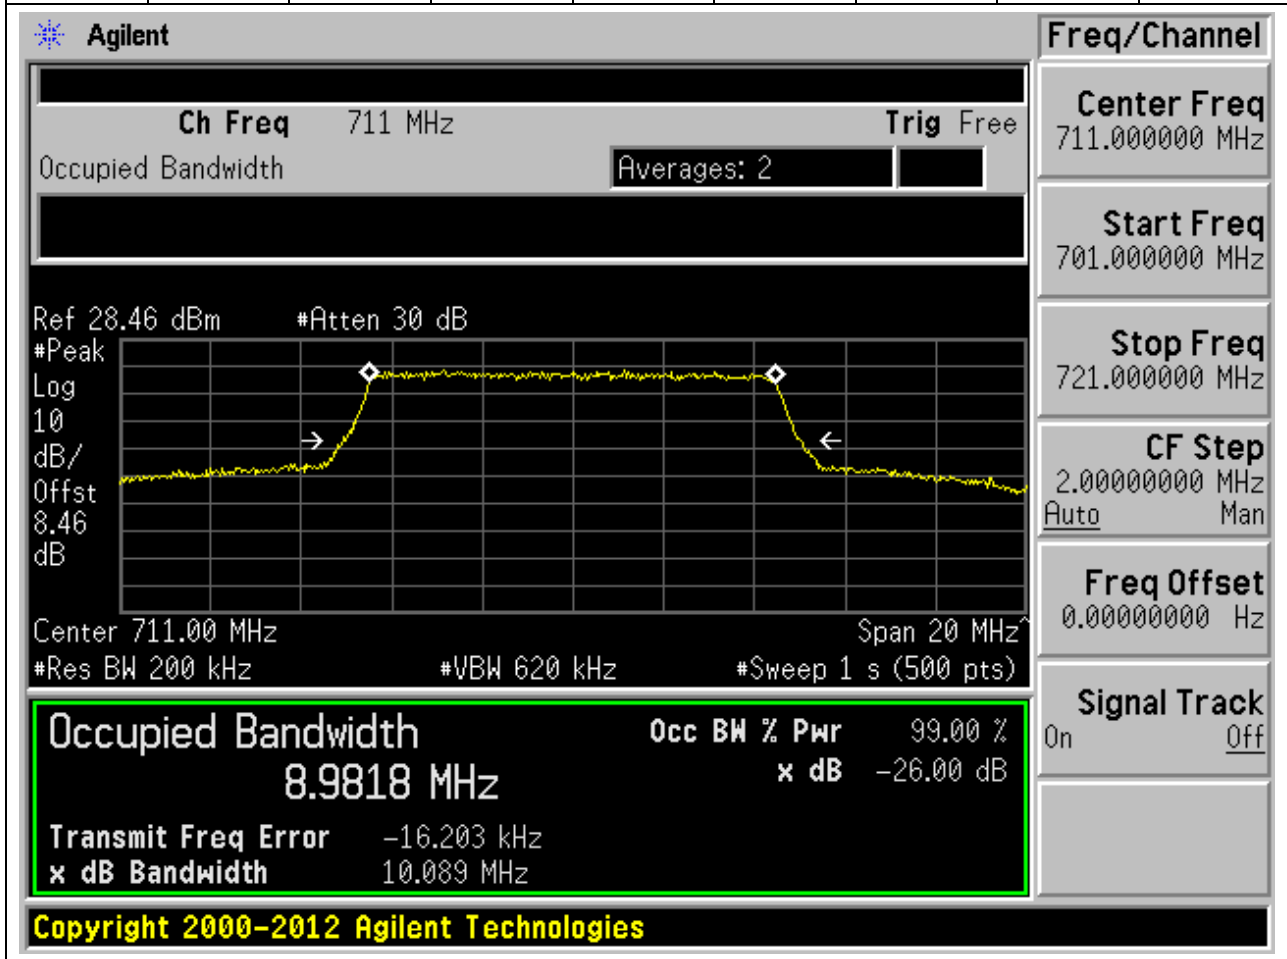 Agilent
Freq/Channel
Ch Freq 711 MHz Trig Free
Occupied Bandwidth Averages: 2
Center Freq
711.000000 MHz
Start Freq
701.000000 MHz
Stop Freq
721.000000 MHz
CF Step
2.00000000 MHz
Auto Man
Freq Offset
0.00000000 Hz
Signal Track
On Off
Ref 28.46 dBm #Atten 30 dB
#Peak
Log
10
dB/
Offst
8.46
dB
Center 711.00 MHz Span 20 MHz^
#Res BW 200 kHz #VBW 620 kHz #Sweep 1 s (500 pts)
Occupied Bandwidth Occ BW % Pwr 99.00 %
8.9818 MHz x dB -26.00 dB
Transmit Freq Error -16.203 kHz
x dB Bandwidth 10.089 MHz
Copyright 2000-2012 Agilent Technologies